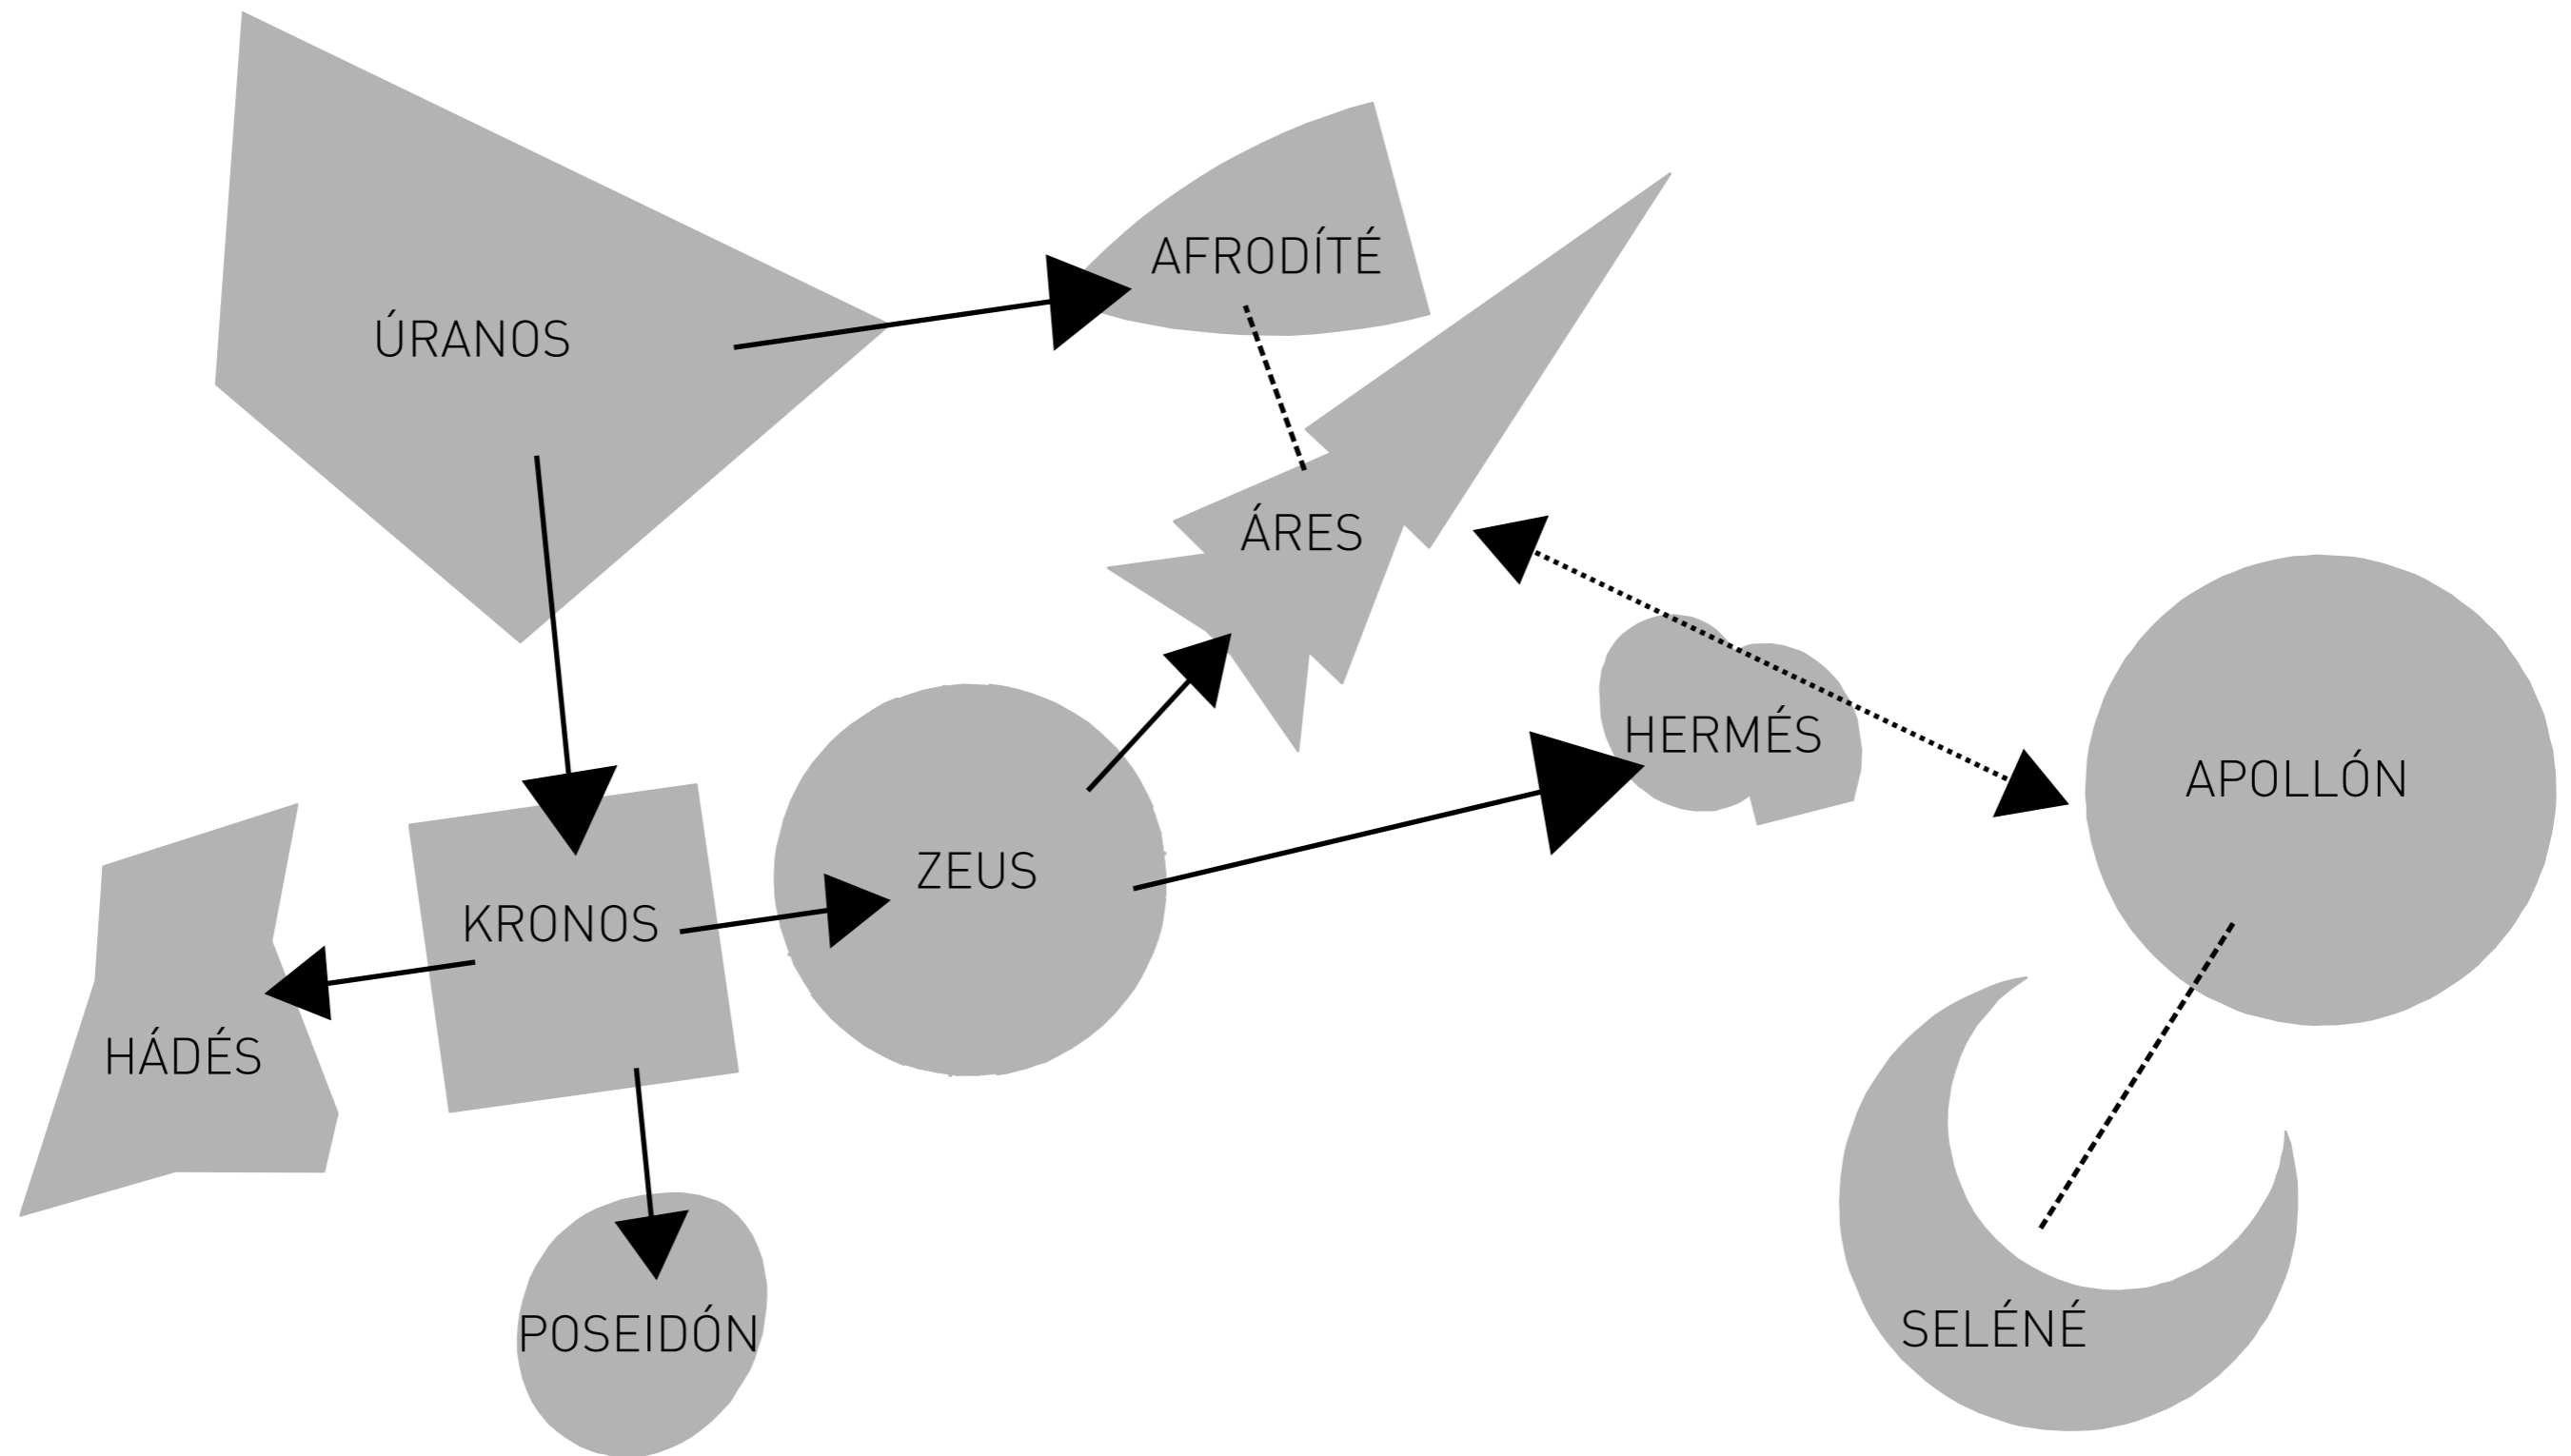 AFRODÍTÉ
ÚRANOS
ÁRES
HERMÉS
APOLLÓN
ZEUS
KRONOS
HÁDÉS
POSEIDÓN
SELÉNÉ